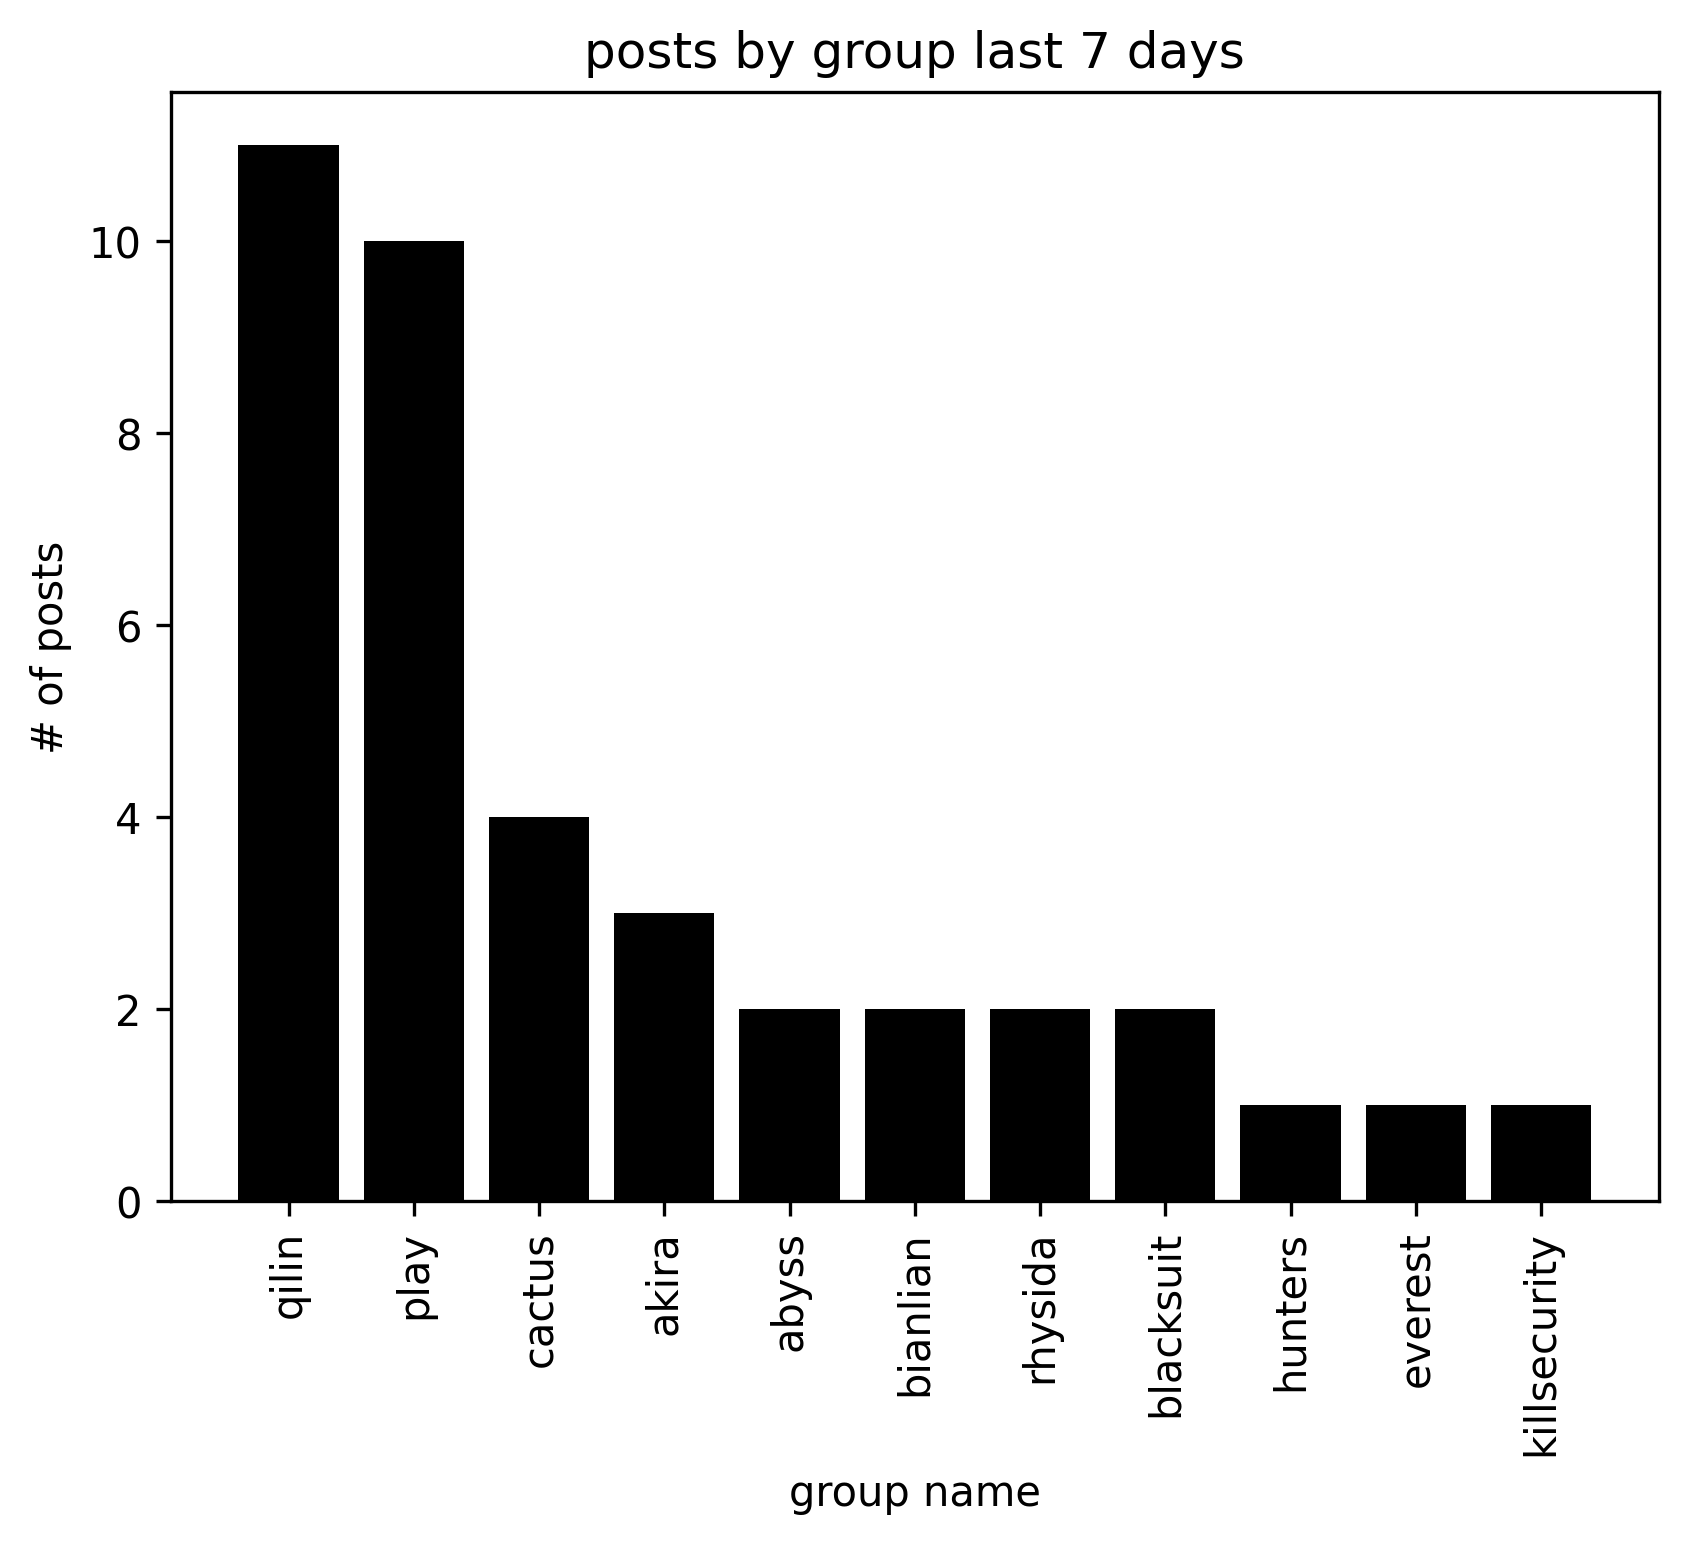 posts by group last 7 days
# of posts
10
8
6
4
2
0
qilin
play
cactus
akira
abyss
bianlian
rhysida
blacksuit
hunters
everest
killsecurity
group name